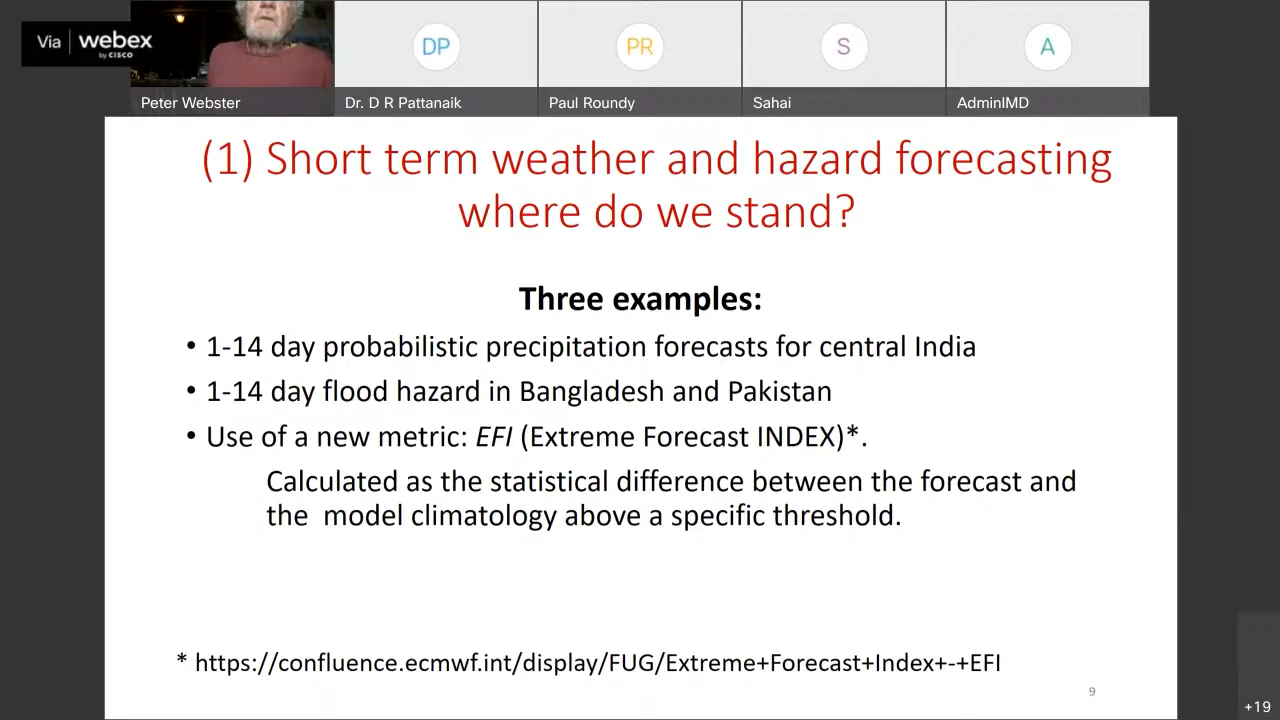 Via webex
by CISCO
DP
PR
S
A
Peter Webster
Dr. D R Pattanaik
Paul Roundy
Sahai
AdminIMD
(1) Short term weather and hazard forecasting
where do we stand?
Three examples:
• 1-14 day probabilistic precipitation forecasts for central India
• 1-14 day flood hazard in Bangladesh and Pakistan
• Use of a new metric: EFI (Extreme Forecast INDEX)*.
Calculated as the statistical difference between the forecast and
the model climatology above a specific threshold.
* https://confluence.ecmwf.int/display/FUG/Extreme+Forecast+Index+-+EFI
9
+19